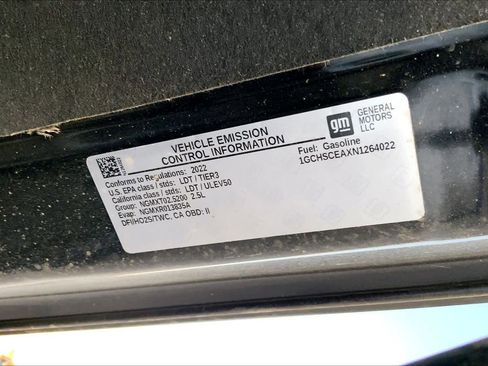 VEHICLE EMISSION
CONTROL INFORMATION
gm
GENERAL
MOTORS
LLC
Conforms to Regulations: 2022
U.S. EPA class / stds: LDT / TIER3
California class / stds: LDT / ULEV50
Group: NGMXT02.5200 2.5L
Evap: NGMXR013835A
DFI/HO2S/TWC, CA OBD: II
Fuel: Gasoline
1GCHSCEAXN1264022